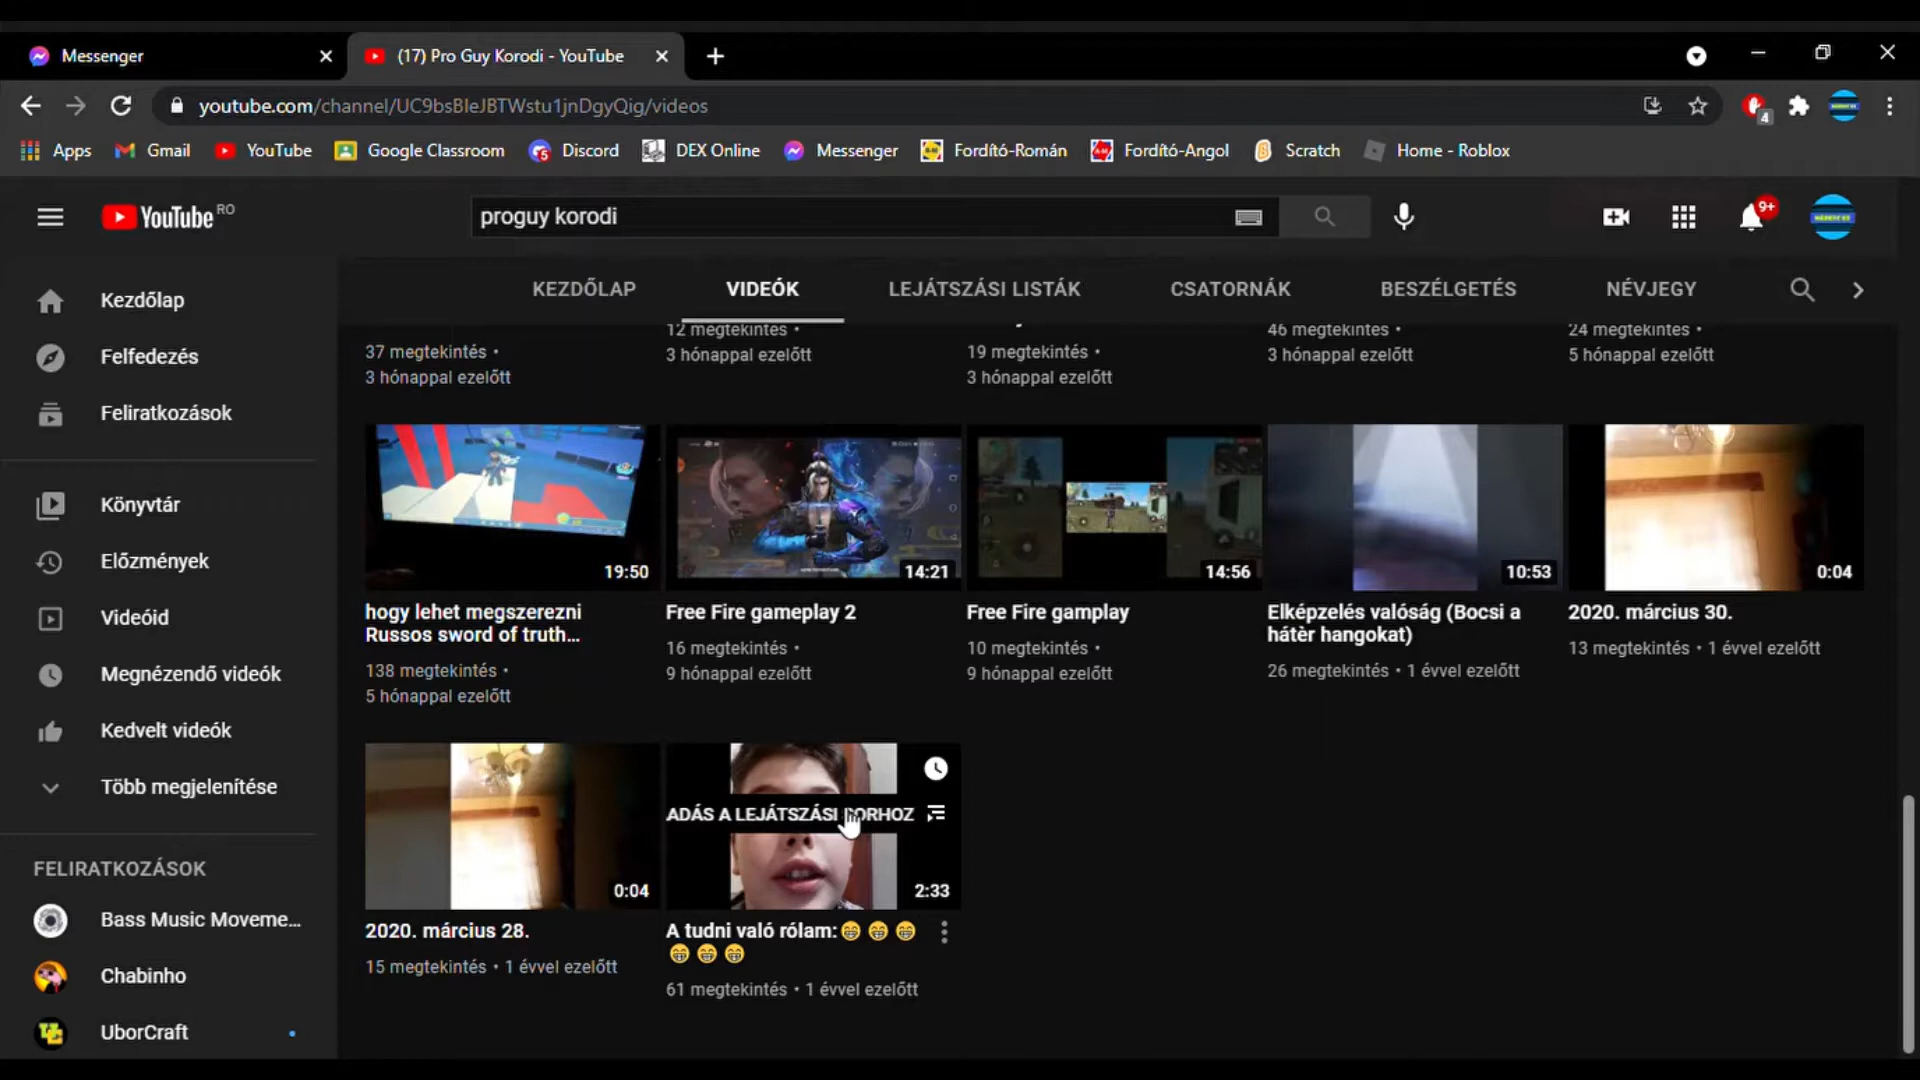 Messenger
(17) Pro Guy Korodi - YouTube
youtube.com/channel/UC9bsBIeJBTWstu1jnDgyQig/videos
4
Apps
Gmail
YouTube
Google Classroom
Discord
DEX Online
Messenger
Fordító-Román
Fordító-Angol
Scratch
Home - Roblox
YouTube RO
proguy korodi
9+
KEZDŐLAP
VIDEÓK
LEJÁTSZÁSI LISTÁK
CSATORNÁK
BESZÉLGETÉS
NÉVJEGY
Kezdőlap
Felfedezés
Feliratkozások
Könyvtár
Előzmények
Videóid
Megnézendő videók
Kedvelt videók
Több megjelenítése
FELIRATKOZÁSOK
Bass Music Moveme...
Chabinho
UborCraft
37 megtekintés •
3 hónappal ezelőtt
12 megtekintés •
3 hónappal ezelőtt
19 megtekintés •
3 hónappal ezelőtt
46 megtekintés •
3 hónappal ezelőtt
24 megtekintés •
5 hónappal ezelőtt
19:50
hogy lehet megszerezni
Russos sword of truth...
138 megtekintés •
5 hónappal ezelőtt
14:21
Free Fire gameplay 2
16 megtekintés •
9 hónappal ezelőtt
14:56
Free Fire gamplay
10 megtekintés •
9 hónappal ezelőtt
10:53
Elképzelés valóság (Bocsi a
hátèr hangokat)
26 megtekintés • 1 évvel ezelőtt
0:04
2020. március 30.
13 megtekintés • 1 évvel ezelőtt
0:04
2020. március 28.
15 megtekintés • 1 évvel ezelőtt
ADÁS A LEJÁTSZÁSI
2:33
A tudni való rólam:😁 😁 😁
😁 😁 😁
61 megtekintés • 1 évvel ezelőtt